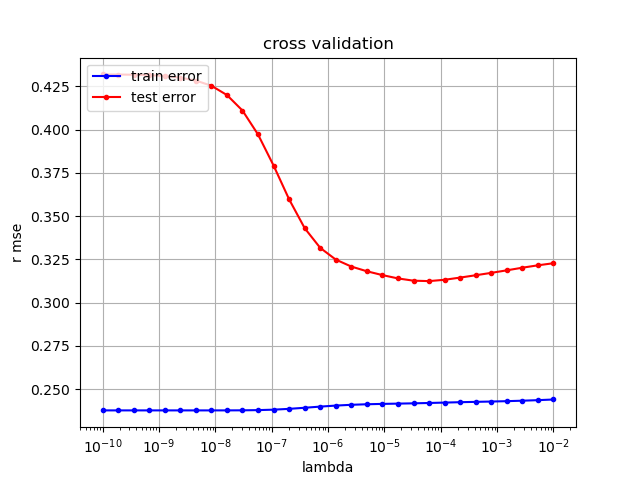 cross validation
train error
test error
r mse
0.425
0.400
0.375
0.350
0.325
0.300
0.275
0.250
10⁻¹⁰ 10⁻⁹ 10⁻⁸ 10⁻⁷ 10⁻⁶ 10⁻⁵ 10⁻⁴ 10⁻³ 10⁻²
lambda